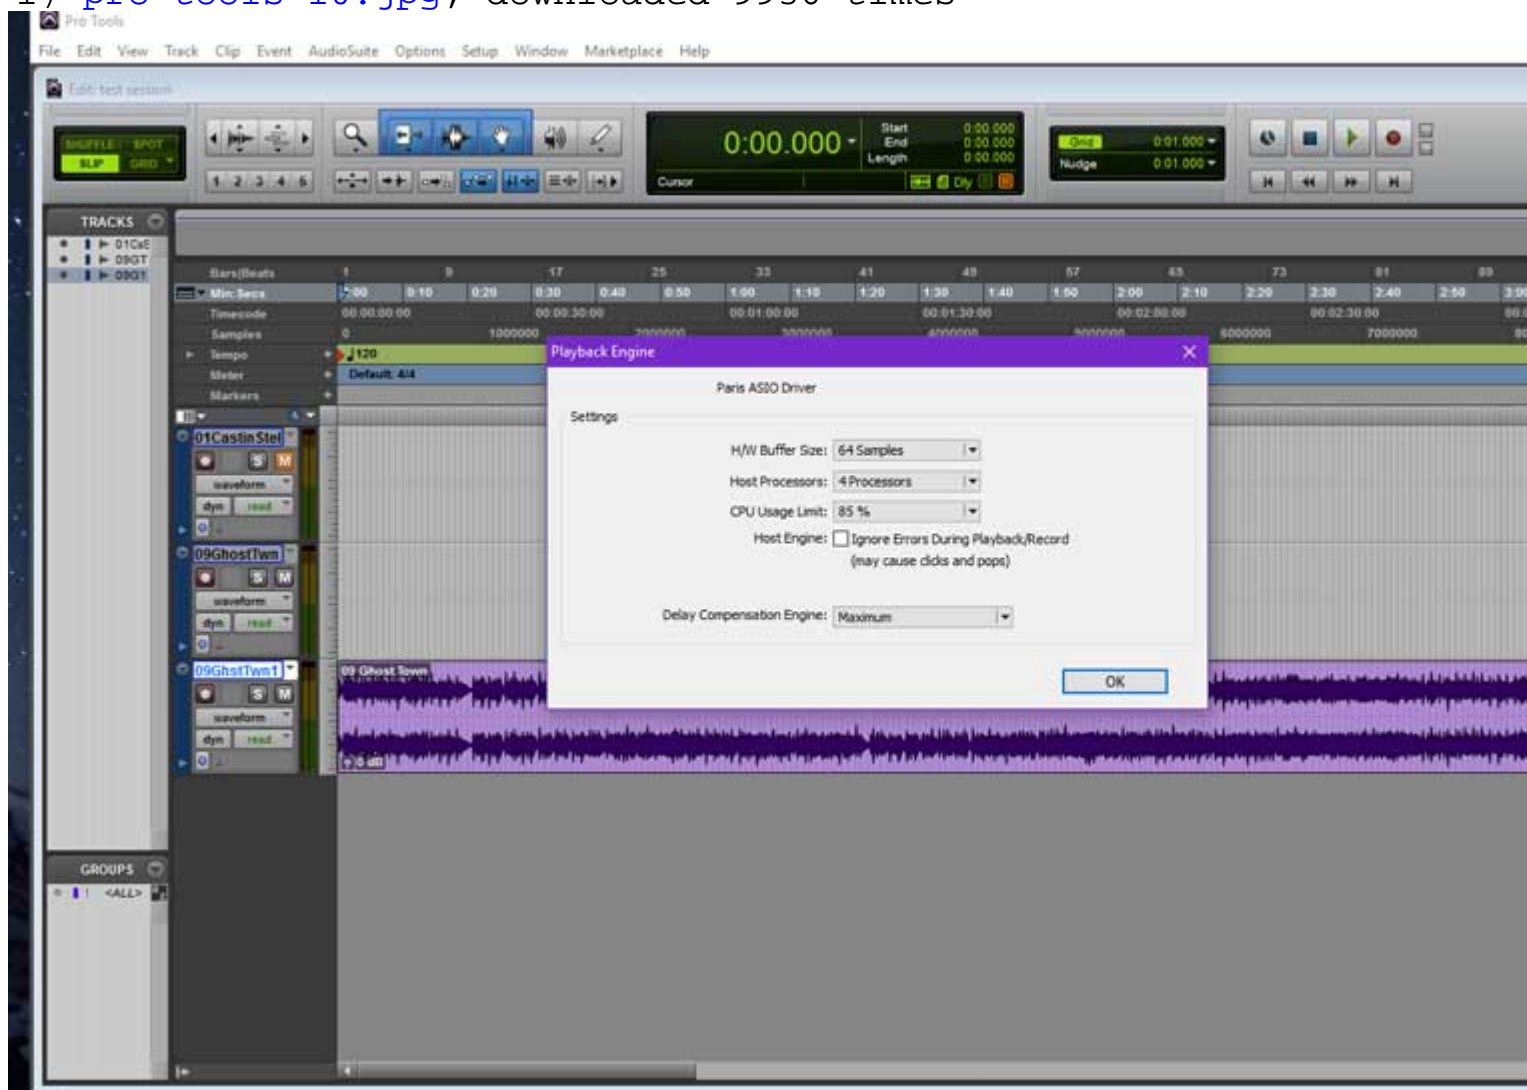 Pro Tools
File Edit View Track Clip Event AudioSuite Options Setup Window Marketplace Help
Edit: test session
SHUFFLE SPOT
SLIP GRID
1 2 3 4 5
0:00.000
Start 0:00.000
End 0:00.000
Length 0:00.000
Cursor
Dly
Grid 0:01.000
Nudge 0:01.000
TRACKS
01CaS
09GT
09G1
Bars|Beats 1 9 17 25 33 41 49 57 65 73 81 89
Min:Secs 0:00 0:10 0:20 0:30 0:40 0:50 1:00 1:10 1:20 1:30 1:40 1:50 2:00 2:10 2:20 2:30 2:40 2:50 3:00
Timecode 00:00:00:00 00:00:30:00 00:01:00:00 00:01:30:00 00:02:00:00 00:02:30:00
Samples 0 1000000 2000000 3000000 4000000 5000000 6000000 7000000
Tempo 120
Meter Default: 4/4
Markers
Playback Engine
Paris ASIO Driver
Settings
H/W Buffer Size: 64 Samples
Host Processors: 4 Processors
CPU Usage Limit: 85 %
Host Engine: Ignore Errors During Playback/Record
(may cause clicks and pops)
Delay Compensation Engine: Maximum
OK
01CastinStel
S M
waveform
dyn read
09GhostTwn
S M
waveform
dyn read
09GhstTwn1
S M
waveform
dyn read
09 Ghost Town
0 dB
GROUPS
! <ALL>